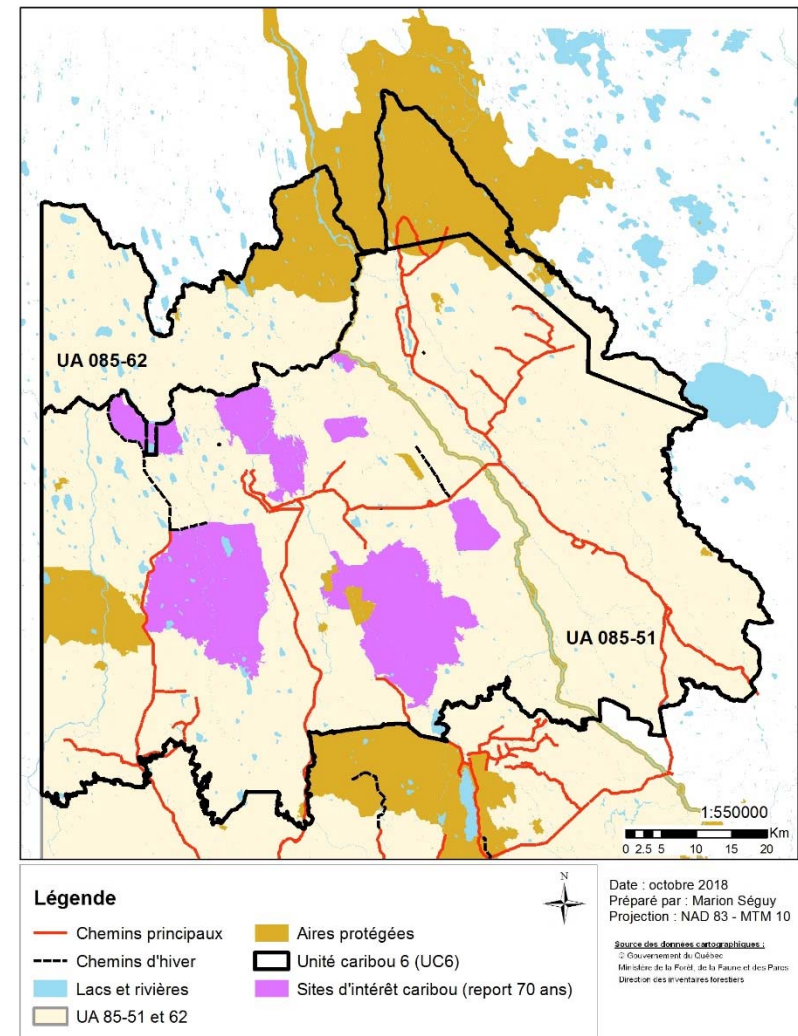 UA 085-62
UA 085-51
1:550000
Km
0 2.5 5 10 15 20
Légende
Chemins principaux
Chemins d'hiver
Lacs et rivières
UA 85-51 et 62
Aires protégées
Unité caribou 6 (UC6)
Sites d'intérêt caribou (report 70 ans)
N
Date : octobre 2018
Préparé par : Marion Séguy
Projection : NAD 83 - MTM 10
Source des données cartographiques :
© Gouvernement du Québec
Ministère de la Forêt, de la Faune et des Parcs
Direction des inventaires forestiers